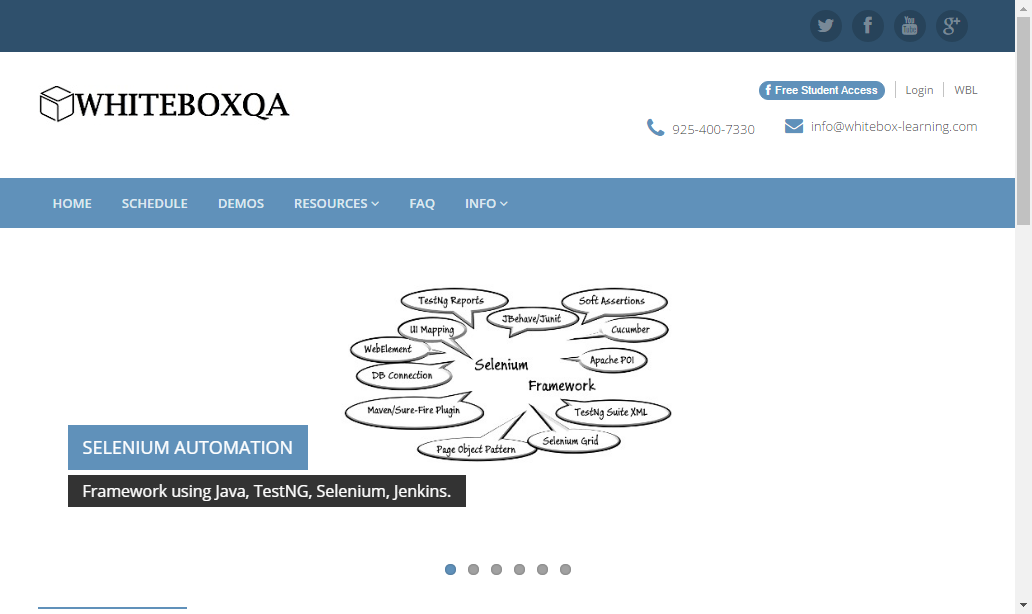 You Tube
WHITEBOXQA
f Free Student Access
Login
WBL
925-400-7330
info@whitebox-learning.com
HOME
SCHEDULE
DEMOS
RESOURCES
FAQ
INFO
TestNg Reports
Soft Assertions
JBehave/Junit
UI Mapping
Cucumber
WebElement
Apache POI
Selenium
DB Connection
Framework
Maven/Sure-Fire Plugin
TestNg Suite XML
Selenium Grid
Page Object Pattern
SELENIUM AUTOMATION
Framework using Java, TestNG, Selenium, Jenkins.